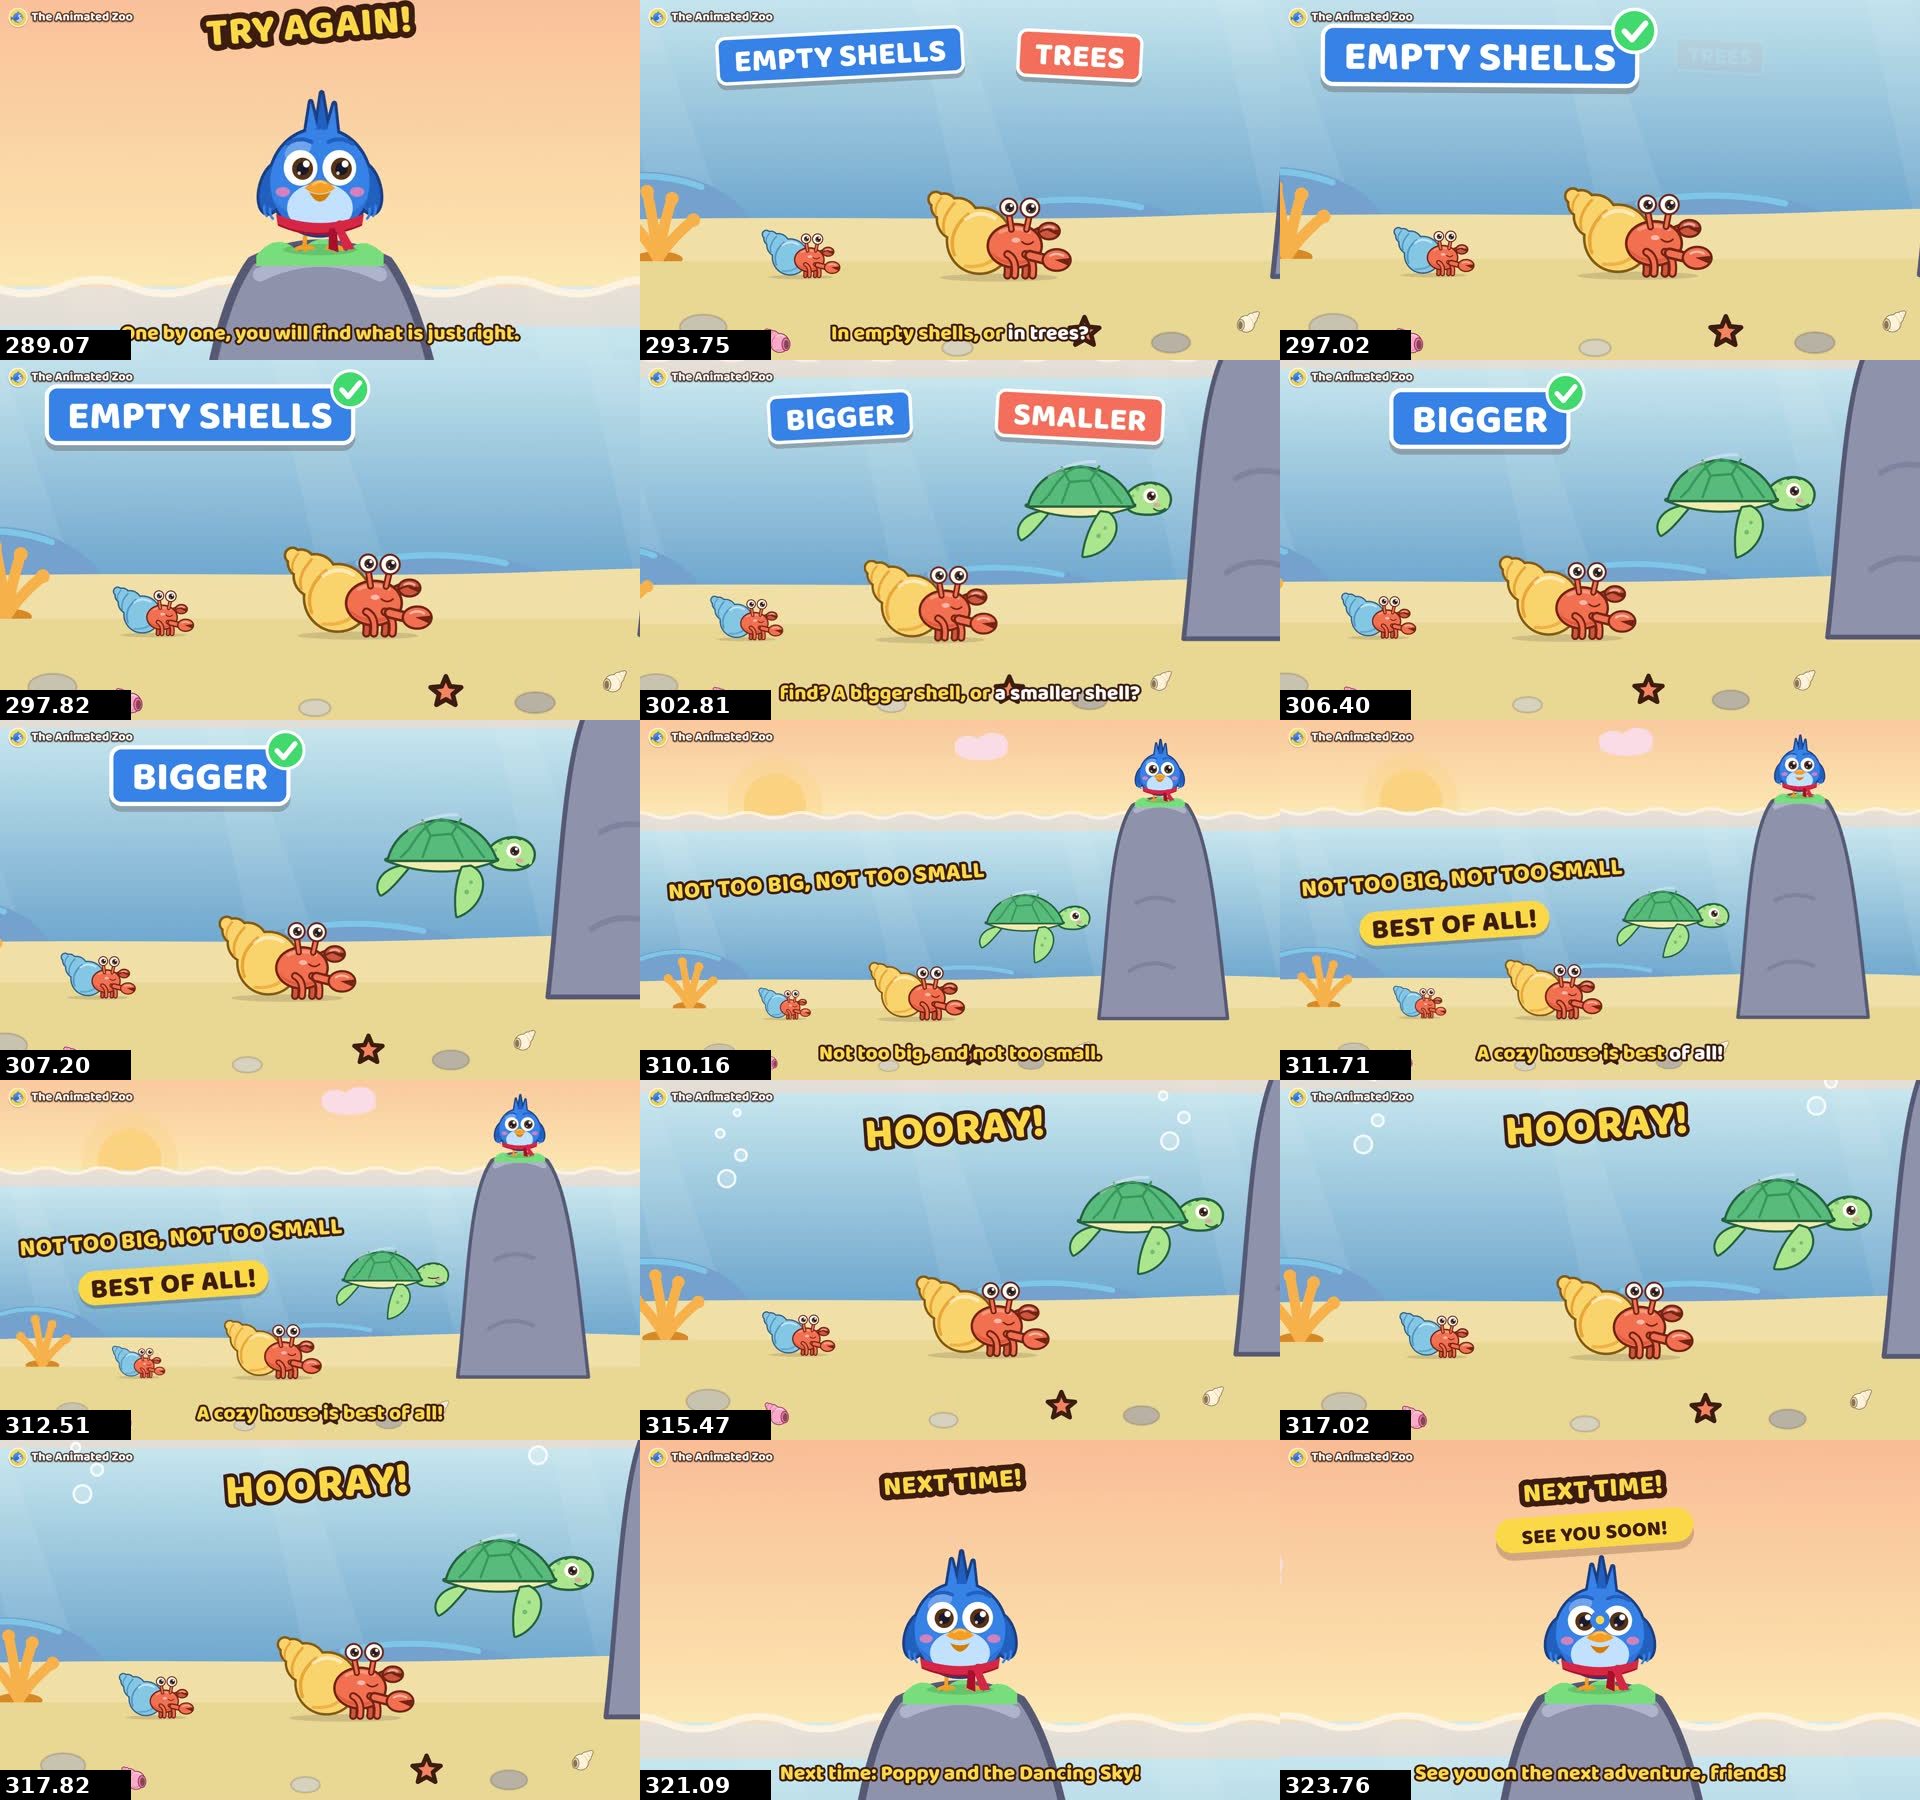 The Animated Zoo
TRY AGAIN!
One by one, you will find what is just right.
289.07
The Animated Zoo
EMPTY SHELLS
TREES
In empty shells, or in trees?
293.75
The Animated Zoo
EMPTY SHELLS
TREES
297.02
The Animated Zoo
EMPTY SHELLS
297.82
The Animated Zoo
BIGGER
SMALLER
find? A bigger shell, or a smaller shell?
302.81
The Animated Zoo
BIGGER
306.40
The Animated Zoo
BIGGER
307.20
The Animated Zoo
NOT TOO BIG, NOT TOO SMALL
Not too big, and not too small.
310.16
The Animated Zoo
NOT TOO BIG, NOT TOO SMALL
BEST OF ALL!
A cozy house is best of all!
311.71
The Animated Zoo
NOT TOO BIG, NOT TOO SMALL
BEST OF ALL!
A cozy house is best of all!
312.51
The Animated Zoo
HOORAY!
315.47
The Animated Zoo
HOORAY!
317.02
The Animated Zoo
HOORAY!
317.82
The Animated Zoo
NEXT TIME!
Next time: Poppy and the Dancing Sky!
321.09
The Animated Zoo
NEXT TIME!
SEE YOU SOON!
See you on the next adventure, friends!
323.76